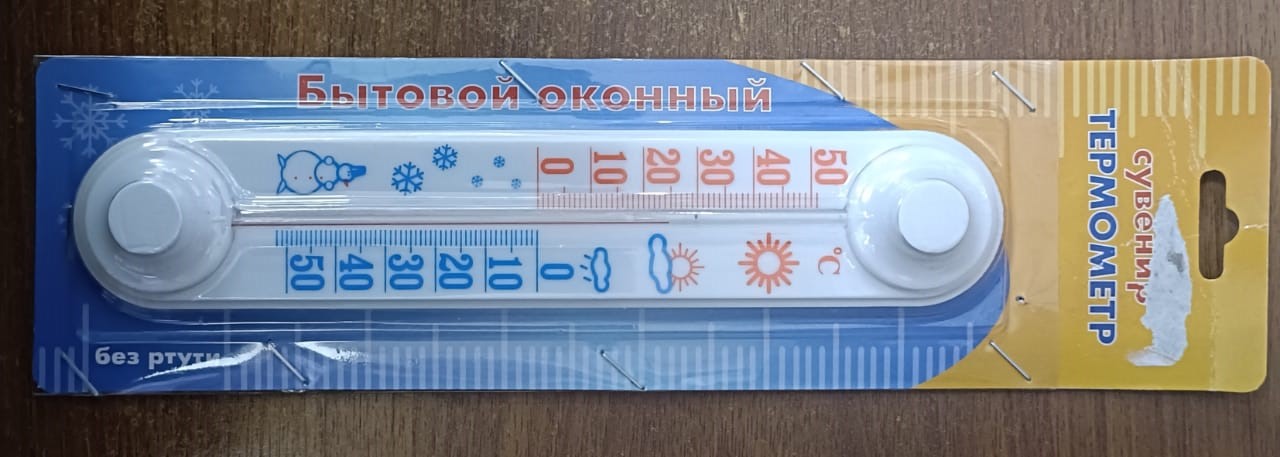 Бытовой оконный
0 10 20 30 40 50
50 40 30 20 10 0
°C
без ртути
сувенир
ТЕРМОМЕТР